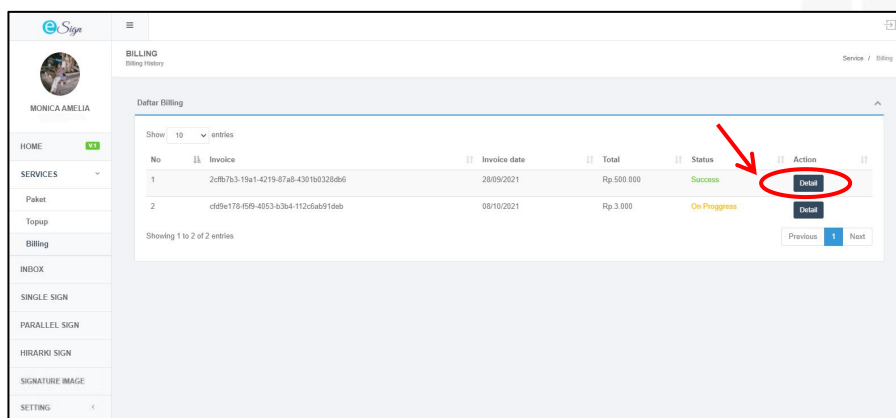 eSign
MONICA AMELIA
HOME V.1
SERVICES
Paket
Topup
Billing
INBOX
SINGLE SIGN
PARALLEL SIGN
HIRARKI SIGN
SIGNATURE IMAGE
SETTING
BILLING
Billing History
Service / Billing
Daftar Billing
Show 10 entries
No Invoice Invoice date Total Status Action
1 2cffb7b3-19a1-4219-87a8-4301b0328db6 28/09/2021 Rp.500.000 Success Detail
2 cfd9e178-f5f9-4053-b3b4-112c6ab91deb 08/10/2021 Rp.3.000 On Proggress Detail
Showing 1 to 2 of 2 entries
Previous 1 Next